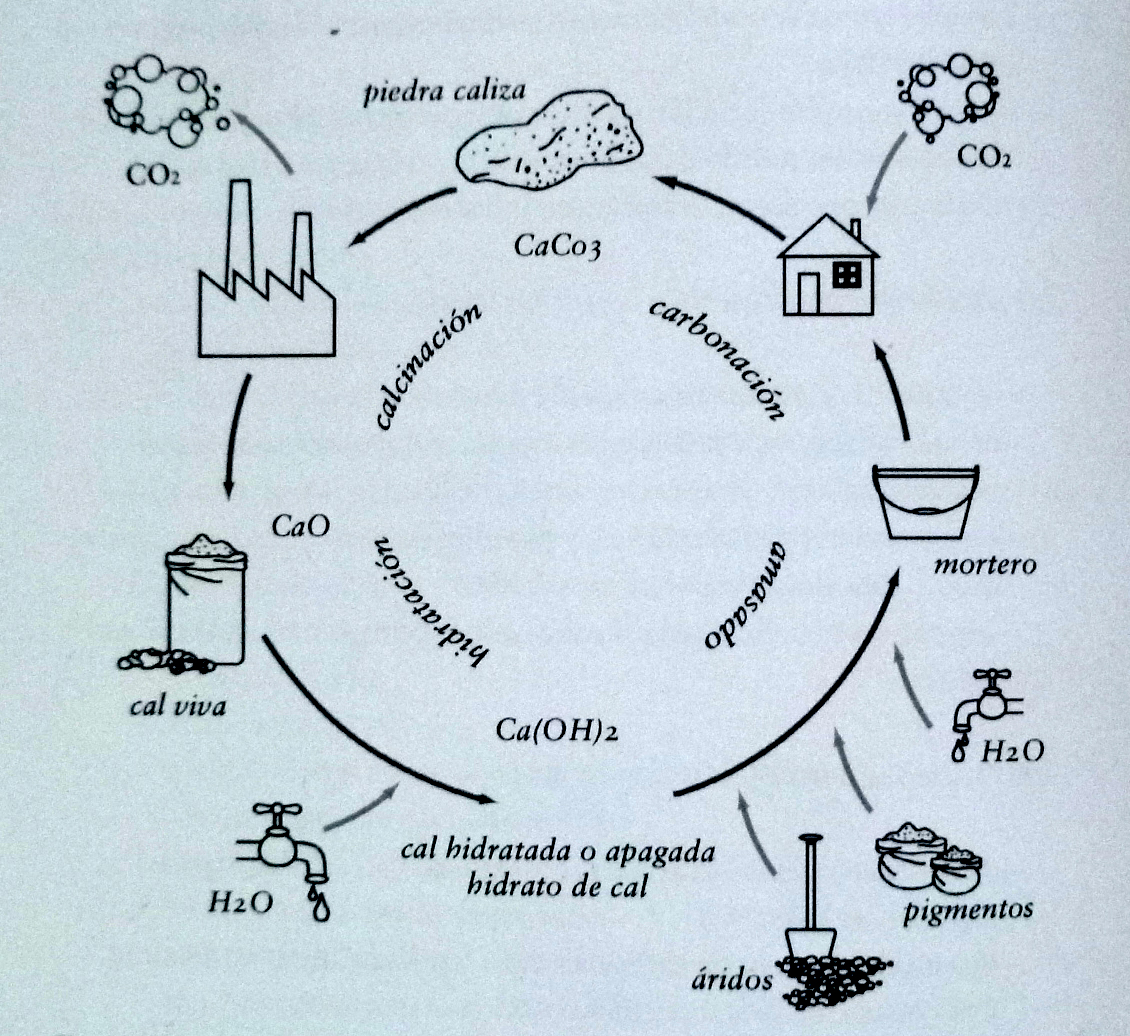 piedra caliza
CO2
CO2
CaCo3
calcinación
carbonación
CaO
mortero
hidratación
amasado
cal viva
Ca(OH)2
H2O
cal hidratada o apagada
hidrato de cal
H2O
pigmentos
áridos